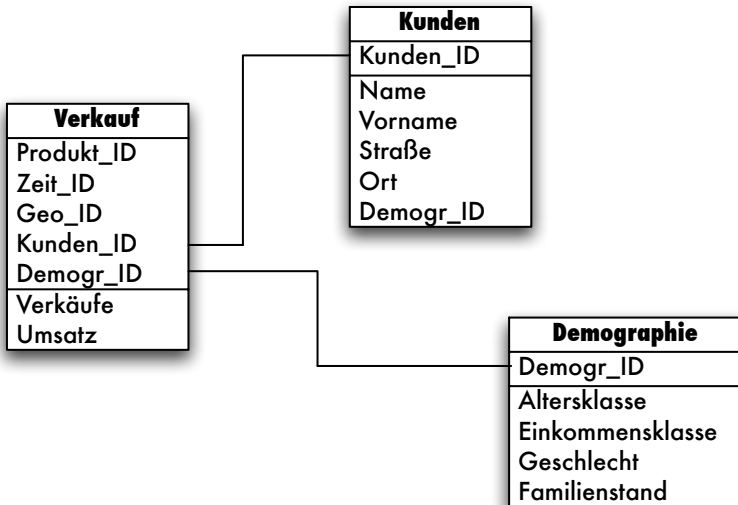 Kunden
Kunden_ID
Name
Vorname
Straße
Ort
Demogr_ID
Verkauf
Produkt_ID
Zeit_ID
Geo_ID
Kunden_ID
Demogr_ID
Verkäufe
Umsatz
Demographie
Demogr_ID
Altersklasse
Einkommensklasse
Geschlecht
Familienstand